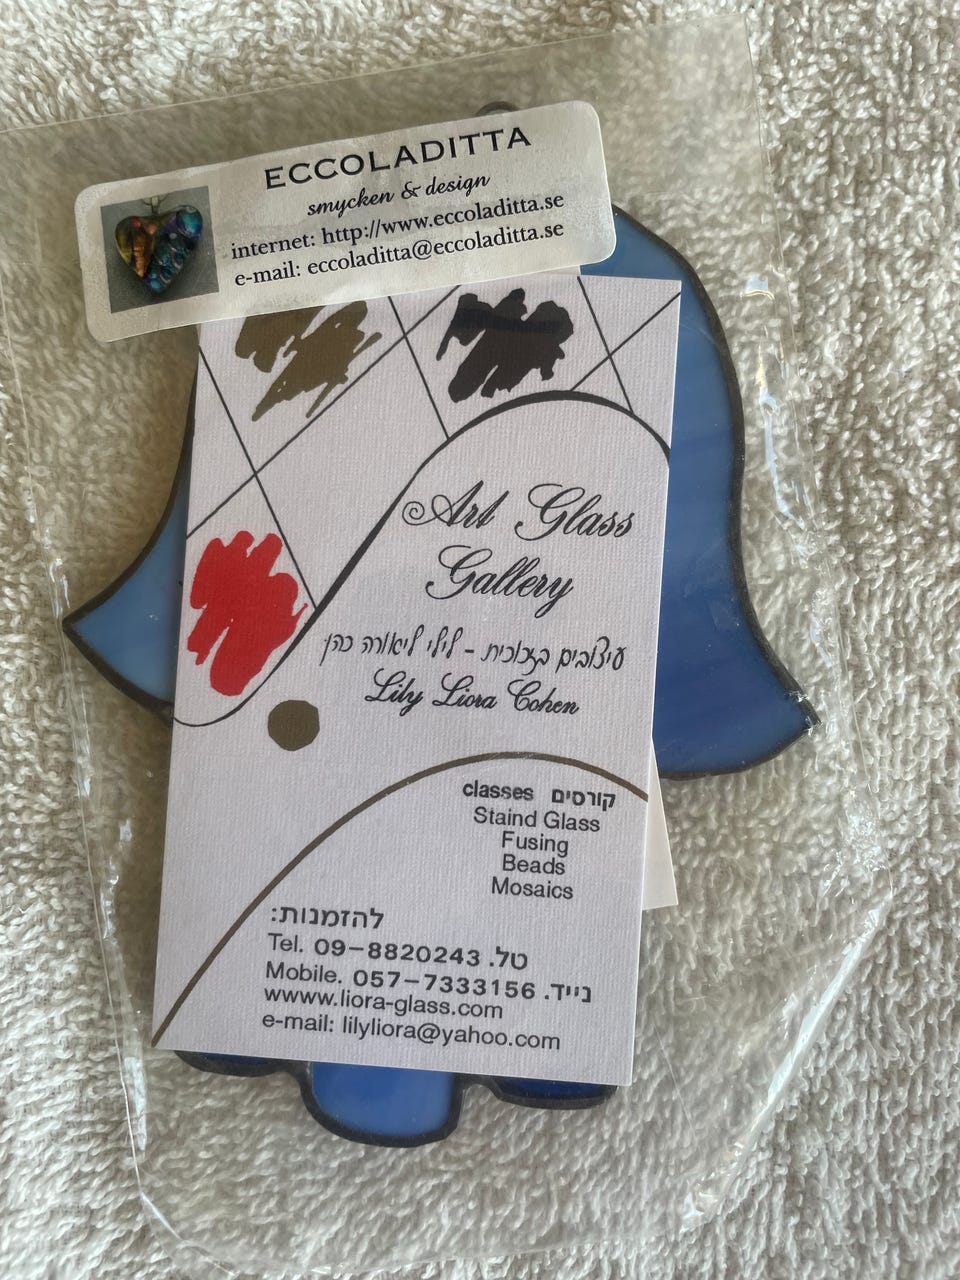 ECCOLADITTA
smycken & design
internet: http://www.eccoladitta.se
e-mail: eccoladitta@eccoladitta.se
Art Glass
Gallery
עיצובים בזכוכית - לילי ליאורה כהן
Lily Liora Cohen
classes קורסים
Staind Glass
Fusing
Beads
Mosaics
להזמנות:
Tel. 09-8820243 .טל
Mobile. 057-7333156 .נייד
wwww.liora-glass.com
e-mail: lilyliora@yahoo.com